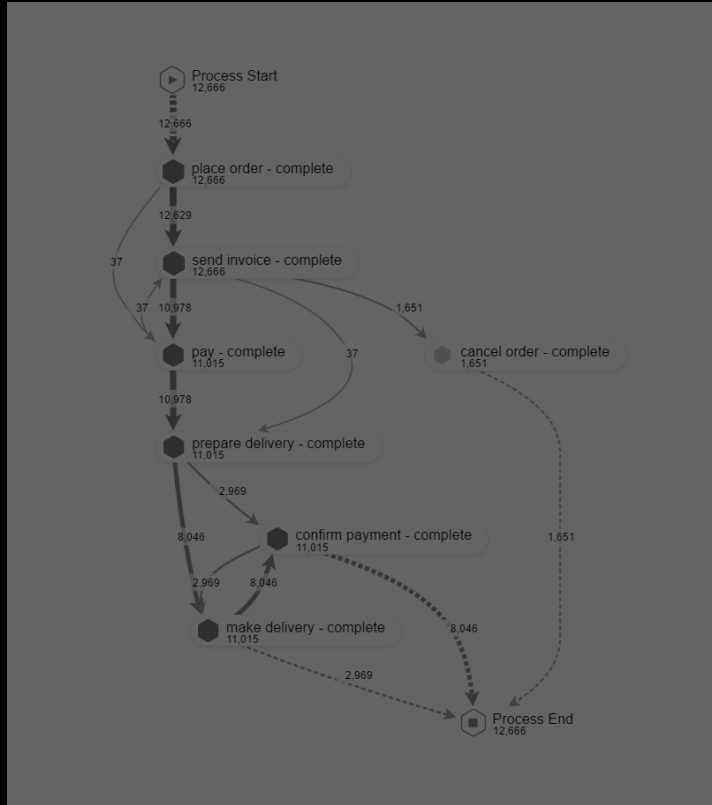 Process Start
12,666
12,666
place order - complete
12,666
12,629
37
send invoice - complete
12,666
37
10,978
1,651
37
pay - complete
11,015
cancel order - complete
1,651
10,978
prepare delivery - complete
11,015
2,969
8,046
confirm payment - complete
11,015
1,651
2,969
8,046
make delivery - complete
11,015
8,046
2,969
Process End
12,666